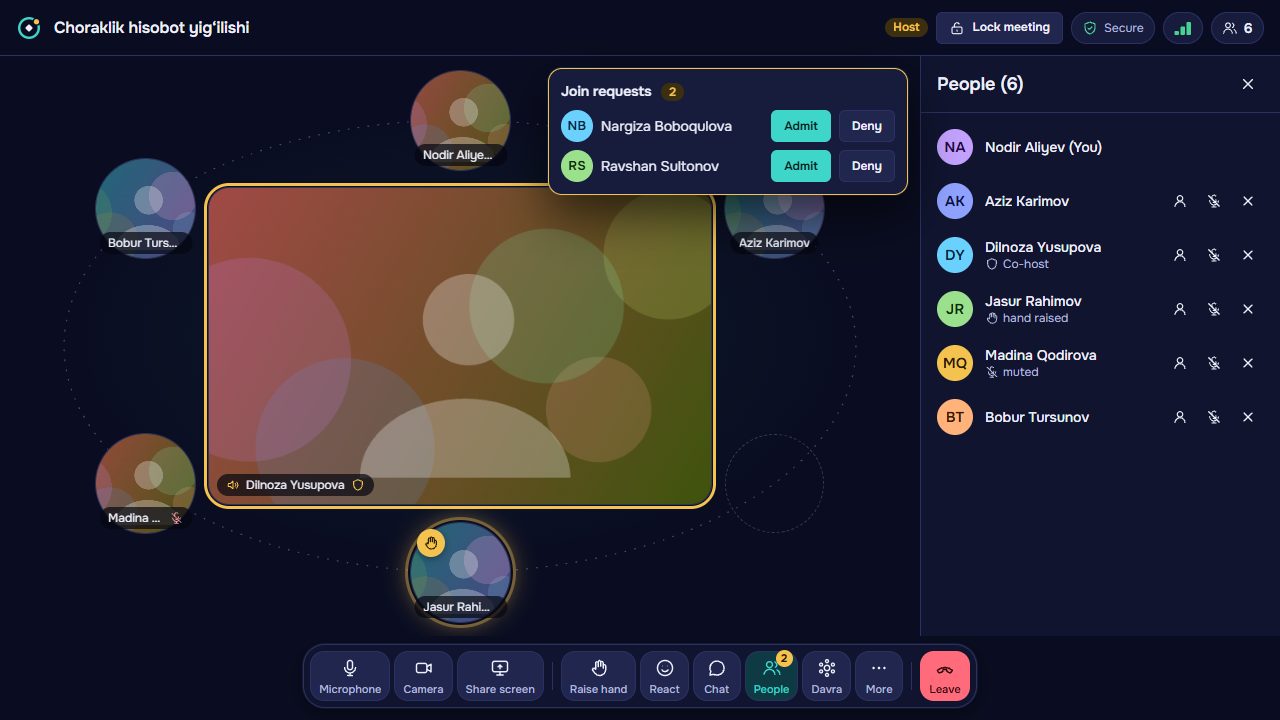 Choraklik hisobot yig‘ilishi
Host
Lock meeting
Secure
6
Nodir Aliye...
Bobur Turs...
Aziz Karimov
Dilnoza Yusupova
Madina ...
Jasur Rahi...
Join requests 2
NB Nargiza Boboqulova Admit Deny
RS Ravshan Sultonov Admit Deny
People (6)
NA Nodir Aliyev (You)
AK Aziz Karimov
DY Dilnoza Yusupova
Co-host
JR Jasur Rahimov
hand raised
MQ Madina Qodirova
muted
BT Bobur Tursunov
Microphone
Camera
Share screen
Raise hand
React
Chat
2
People
Davra
More
Leave